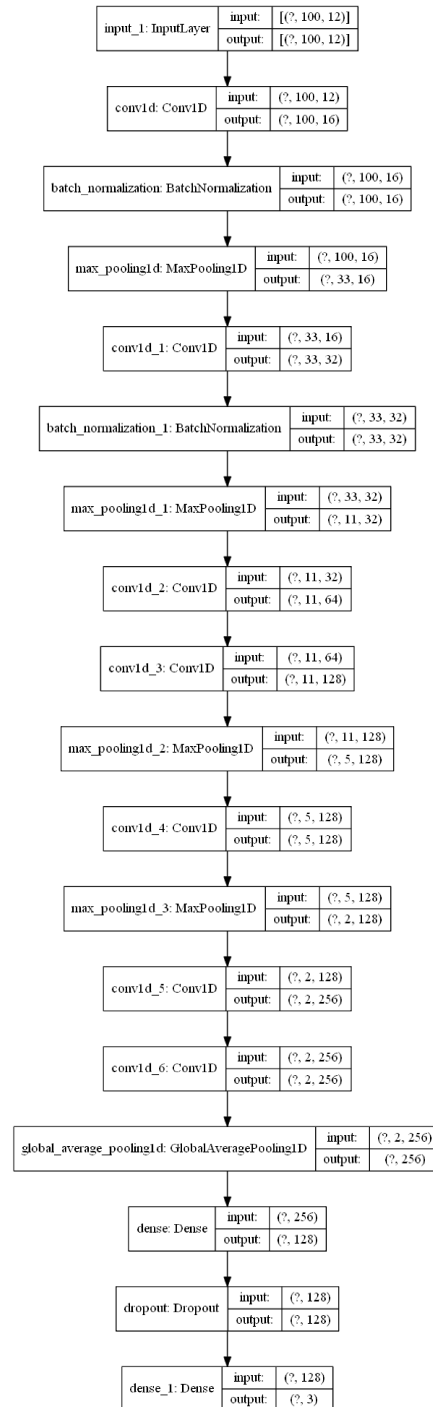 input_1: InputLayer input: [(?, 100, 12)]
output: [(?, 100, 12)]
conv1d: Conv1D input: (?, 100, 12)
output: (?, 100, 16)
batch_normalization: BatchNormalization input: (?, 100, 16)
output: (?, 100, 16)
max_pooling1d: MaxPooling1D input: (?, 100, 16)
output: (?, 33, 16)
conv1d_1: Conv1D input: (?, 33, 16)
output: (?, 33, 32)
batch_normalization_1: BatchNormalization input: (?, 33, 32)
output: (?, 33, 32)
max_pooling1d_1: MaxPooling1D input: (?, 33, 32)
output: (?, 11, 32)
conv1d_2: Conv1D input: (?, 11, 32)
output: (?, 11, 64)
conv1d_3: Conv1D input: (?, 11, 64)
output: (?, 11, 128)
max_pooling1d_2: MaxPooling1D input: (?, 11, 128)
output: (?, 5, 128)
conv1d_4: Conv1D input: (?, 5, 128)
output: (?, 5, 128)
max_pooling1d_3: MaxPooling1D input: (?, 5, 128)
output: (?, 2, 128)
conv1d_5: Conv1D input: (?, 2, 128)
output: (?, 2, 256)
conv1d_6: Conv1D input: (?, 2, 256)
output: (?, 2, 256)
global_average_pooling1d: GlobalAveragePooling1D input: (?, 2, 256)
output: (?, 256)
dense: Dense input: (?, 256)
output: (?, 128)
dropout: Dropout input: (?, 128)
output: (?, 128)
dense_1: Dense input: (?, 128)
output: (?, 3)